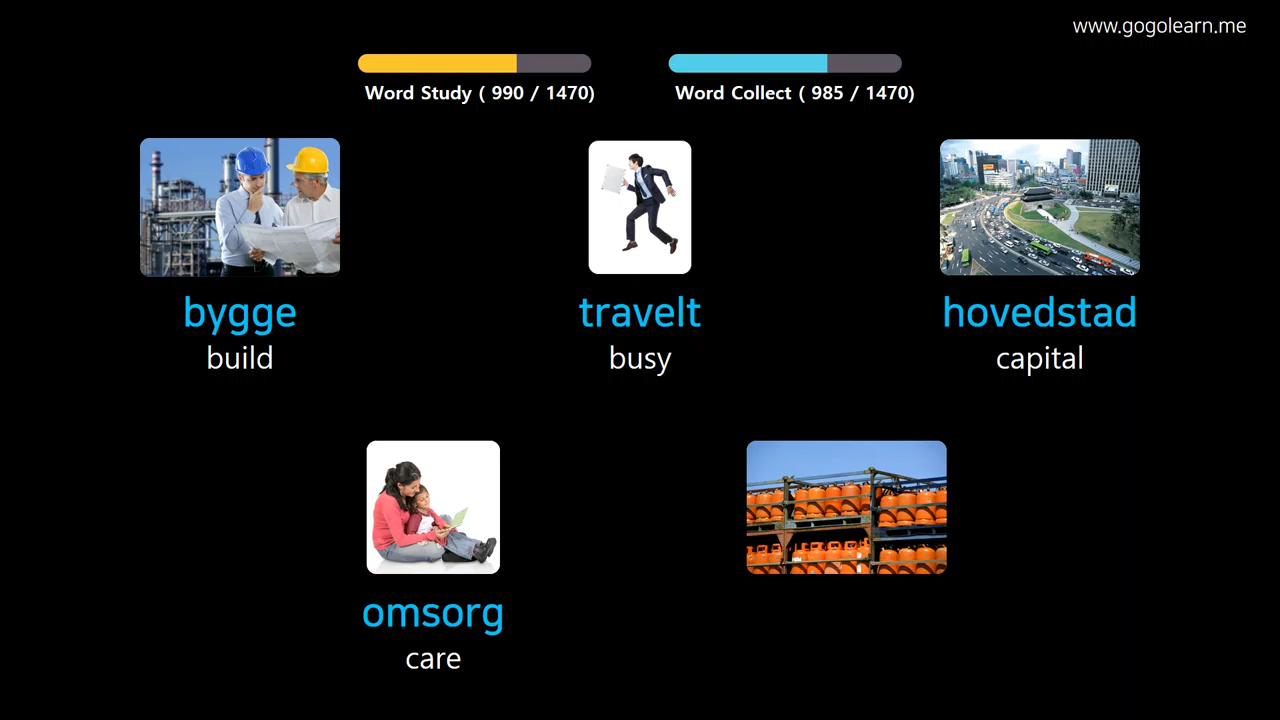 www.gogolearn.me
Word Study ( 990 / 1470)
Word Collect ( 985 / 1470)
bygge
build
travelt
busy
hovedstad
capital
omsorg
care